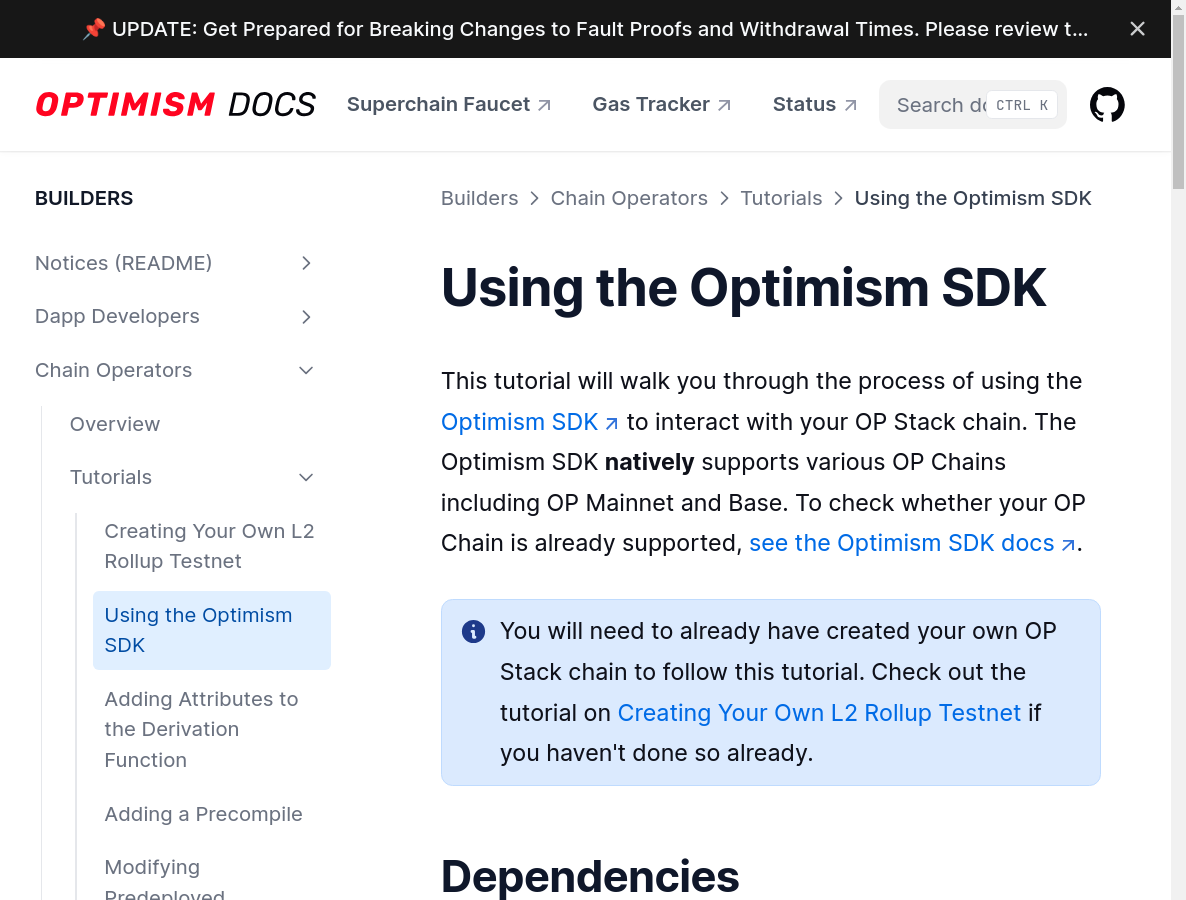 📌 UPDATE: Get Prepared for Breaking Changes to Fault Proofs and Withdrawal Times. Please review t...
OPTIMISM DOCS
Superchain Faucet
Gas Tracker
Status
Search do
CTRL K
BUILDERS
Notices (README)
Dapp Developers
Chain Operators
Overview
Tutorials
Creating Your Own L2
Rollup Testnet
Using the Optimism
SDK
Adding Attributes to
the Derivation
Function
Adding a Precompile
Modifying
Predeployed
Builders > Chain Operators > Tutorials > Using the Optimism SDK
Using the Optimism SDK
This tutorial will walk you through the process of using the
Optimism SDK to interact with your OP Stack chain. The
Optimism SDK natively supports various OP Chains
including OP Mainnet and Base. To check whether your OP
Chain is already supported, see the Optimism SDK docs.
You will need to already have created your own OP
Stack chain to follow this tutorial. Check out the
tutorial on Creating Your Own L2 Rollup Testnet if
you haven't done so already.
Dependencies